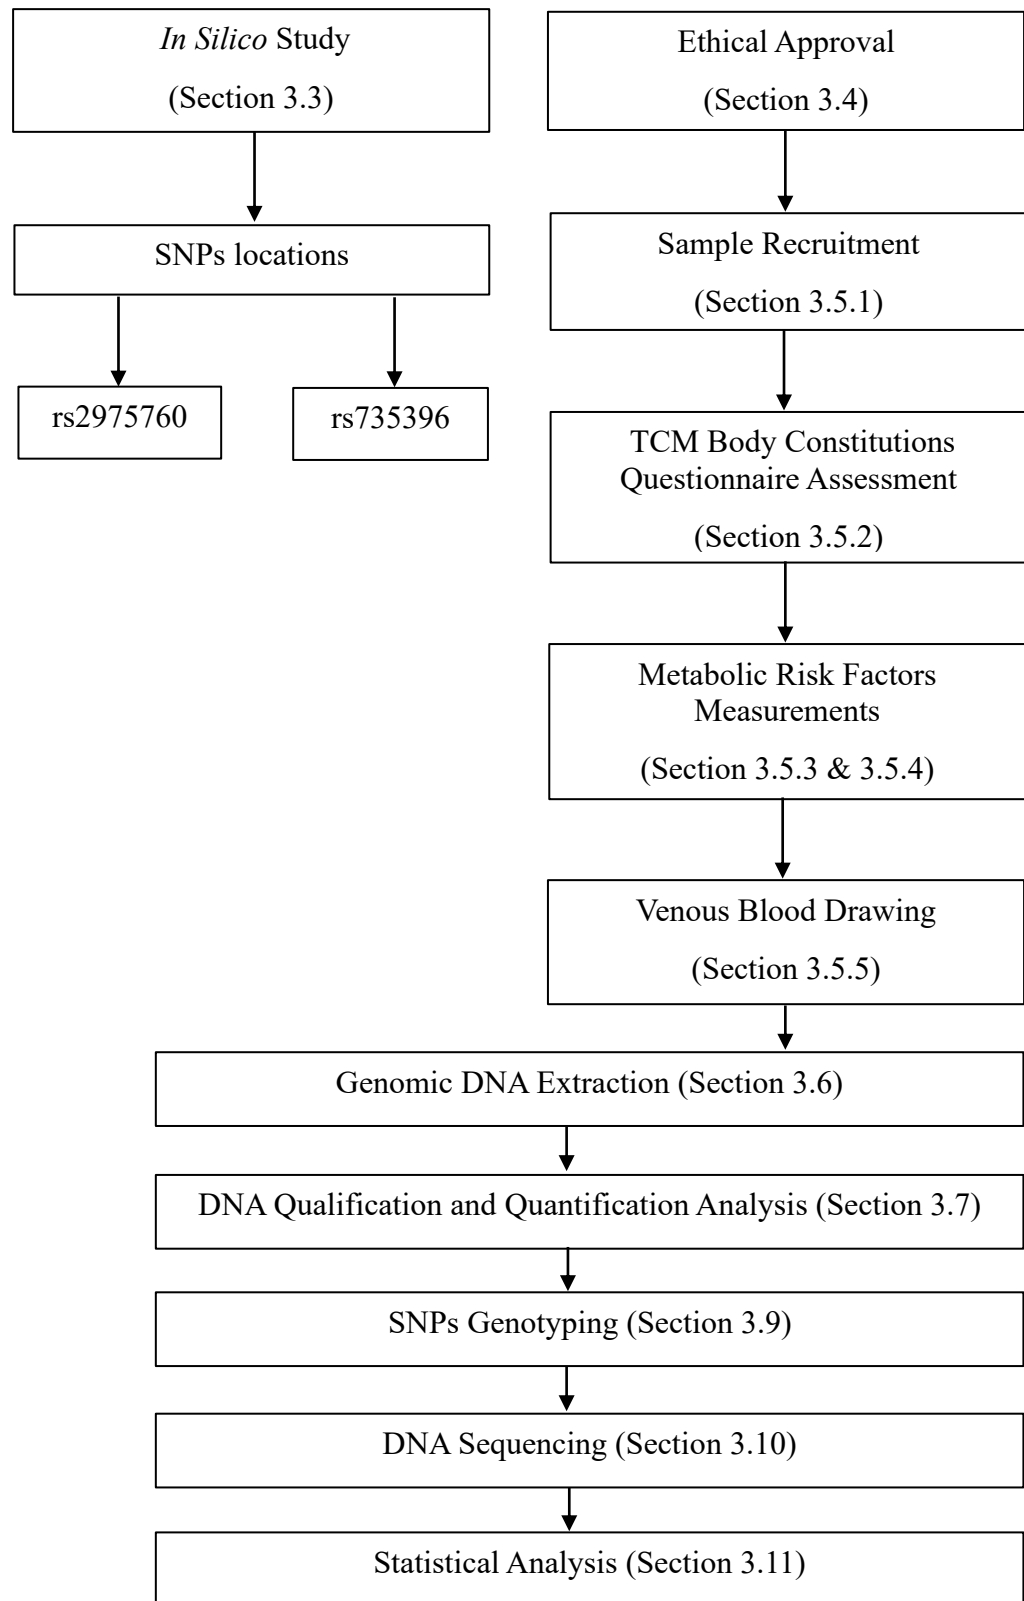 In Silico Study
(Section 3.3)
SNPs locations
rs2975760
rs735396
Ethical Approval
(Section 3.4)
Sample Recruitment
(Section 3.5.1)
TCM Body Constitutions
Questionnaire Assessment
(Section 3.5.2)
Metabolic Risk Factors
Measurements
(Section 3.5.3 & 3.5.4)
Venous Blood Drawing
(Section 3.5.5)
Genomic DNA Extraction (Section 3.6)
DNA Qualification and Quantification Analysis (Section 3.7)
SNPs Genotyping (Section 3.9)
DNA Sequencing (Section 3.10)
Statistical Analysis (Section 3.11)